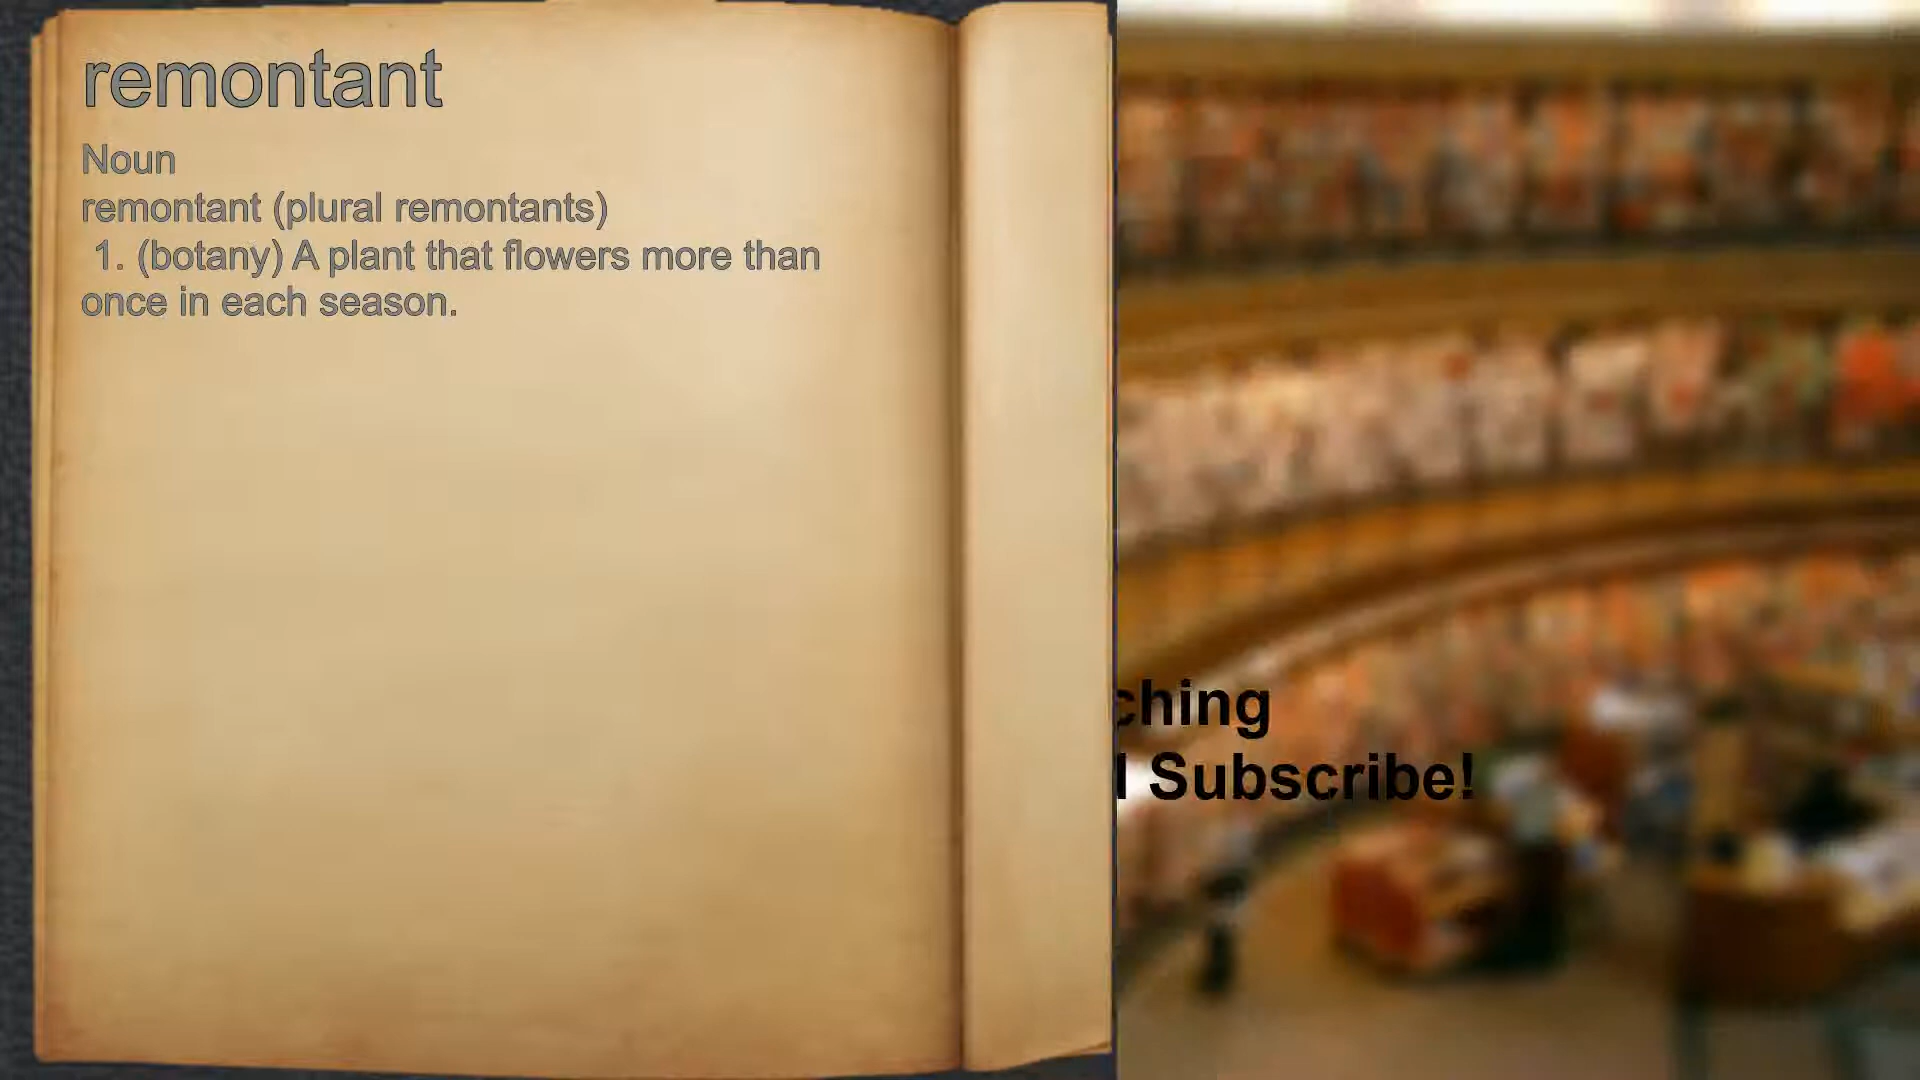 remontant
Noun
remontant (plural remontants)
1. (botany) A plant that flowers more than
once in each season.
ching
Subscribe!